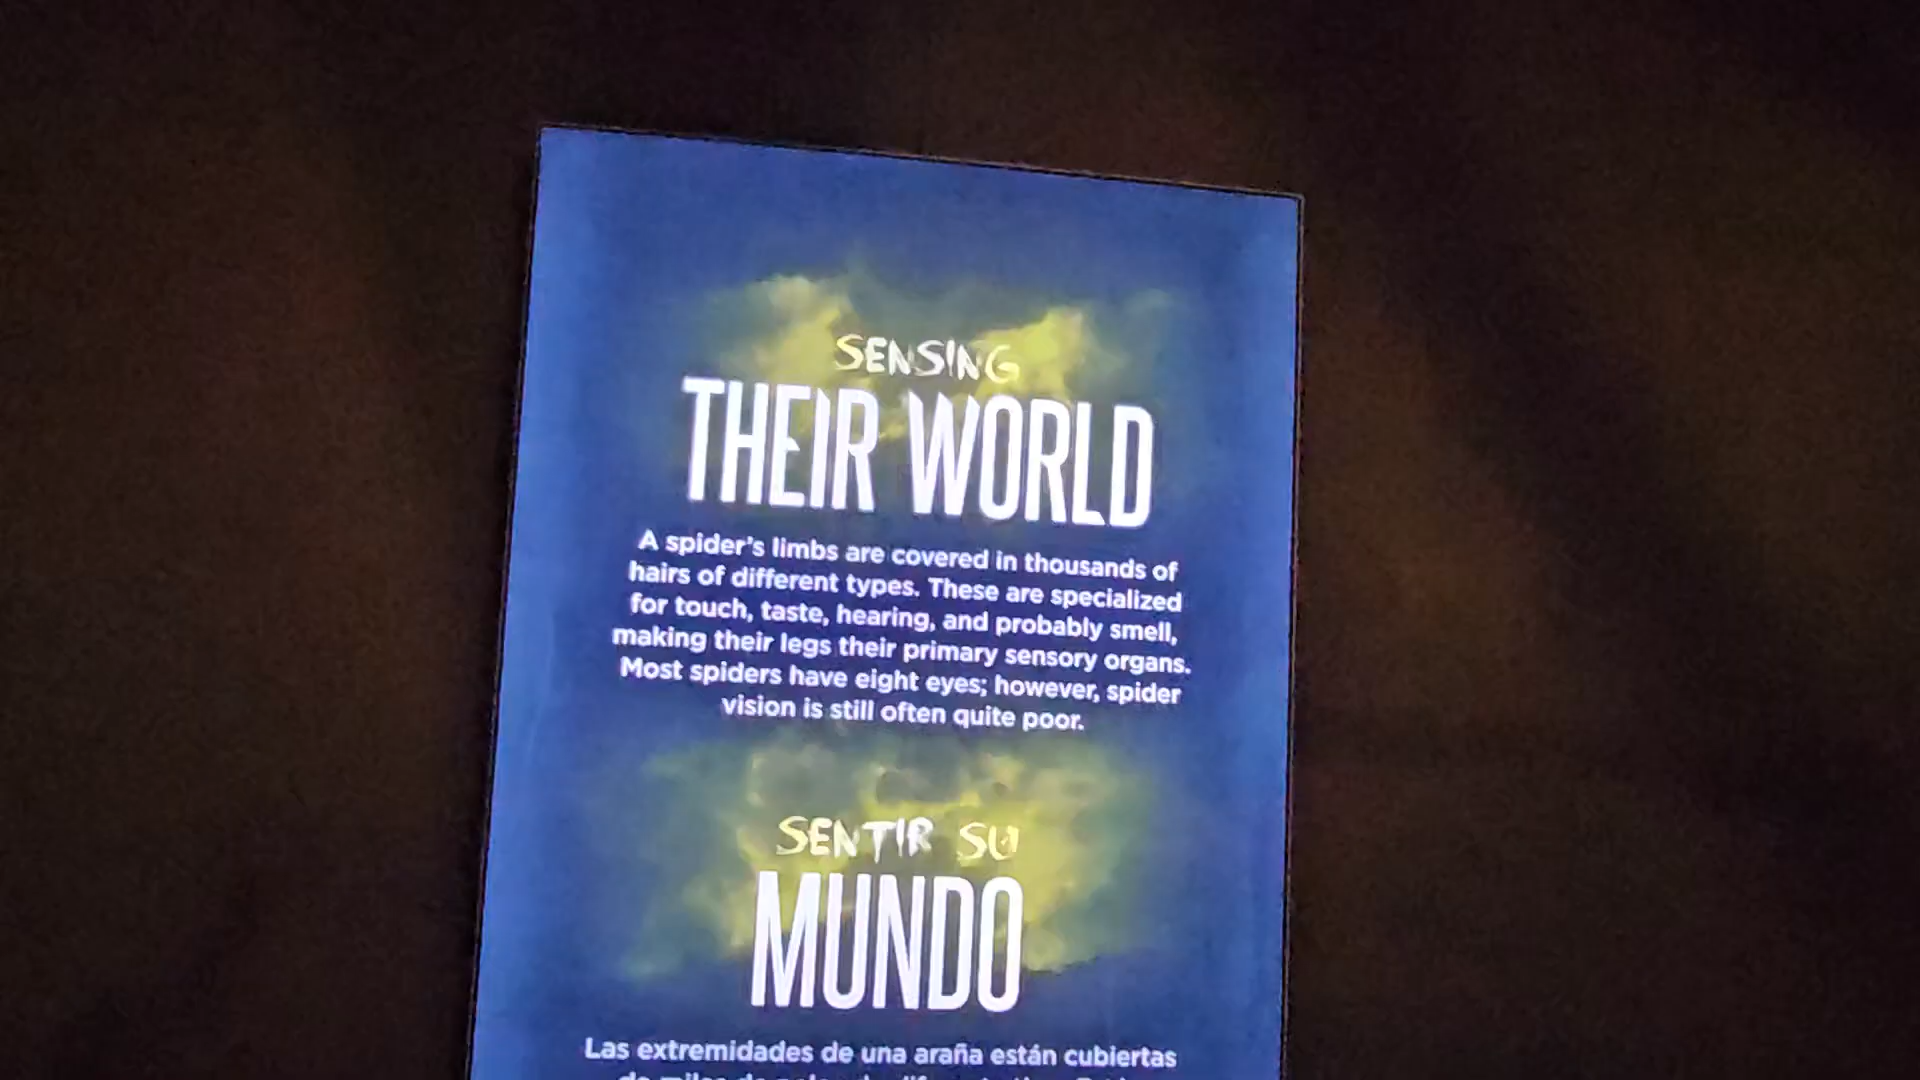 SENSING
THEIR WORLD
A spider's limbs are covered in thousands of
hairs of different types. These are specialized
for touch, taste, hearing, and probably smell,
making their legs their primary sensory organs.
Most spiders have eight eyes; however, spider
vision is still often quite poor.
SENTIR SU
MUNDO
Las extremidades de una araña están cubiertas